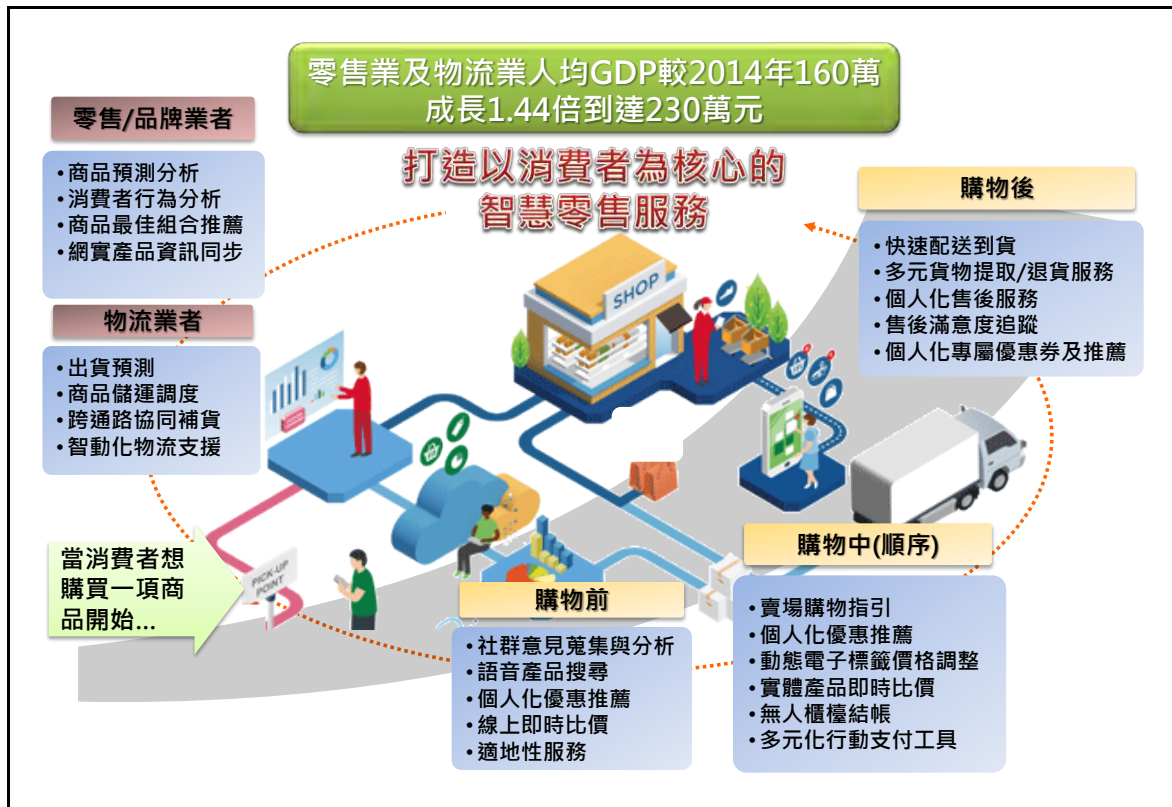 零售業及物流業人均GDP較2014年160萬
成長1.44倍到達230萬元
打造以消費者為核心的
智慧零售服務
零售/品牌業者
•商品預測分析
•消費者行為分析
•商品最佳組合推薦
•網實產品資訊同步
物流業者
•出貨預測
•商品儲運調度
•跨通路協同補貨
•智動化物流支援
當消費者想
購買一項商
品開始...
PICK-UP
POINT
SHOP
購物前
•社群意見蒐集與分析
•語音產品搜尋
•個人化優惠推薦
•線上即時比價
•適地性服務
購物中(順序)
•賣場購物指引
•個人化優惠推薦
•動態電子標籤價格調整
•實體產品即時比價
•無人櫃檯結帳
•多元化行動支付工具
購物後
•快速配送到貨
•多元貨物提取/退貨服務
•個人化售後服務
•售後滿意度追蹤
•個人化專屬優惠券及推薦